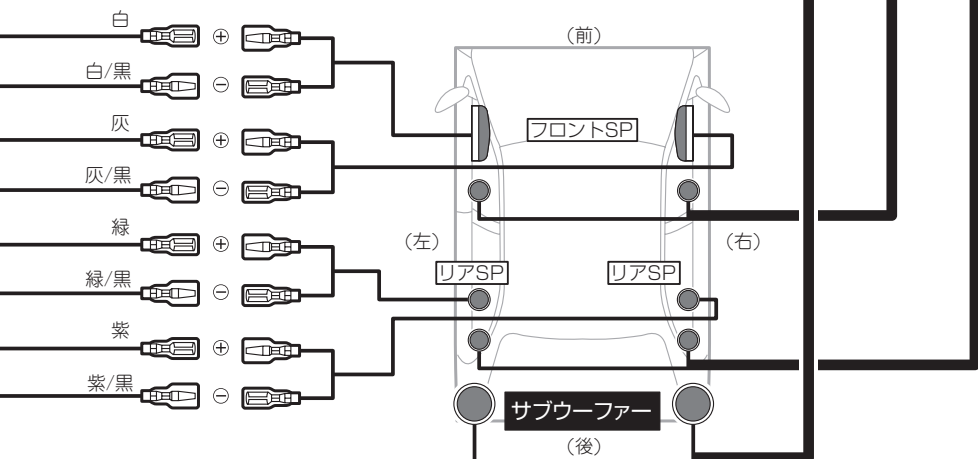 白
⊕
白/黒
⊖
灰
⊕
灰/黒
⊖
緑
⊕
緑/黒
⊖
紫
⊕
紫/黒
⊖
（前）
フロントSP
（左）
（右）
リアSP
リアSP
サブウーファー
（後）